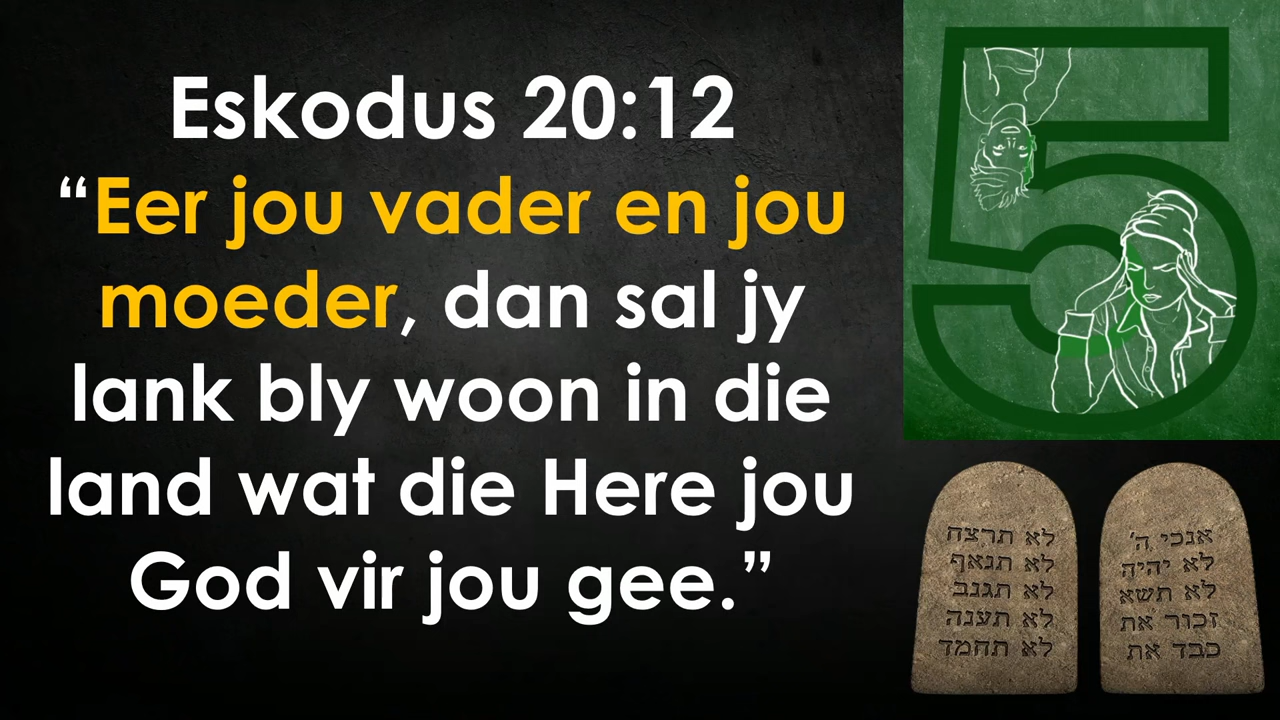 Eskodus 20:12
“Eer jou vader en jou
moeder, dan sal jy
lank bly woon in die
land wat die Here jou
God vir jou gee.”
5
אנכי ה'
לא יהיה
לא תשא
זכור את
כבד את
לא תרצח
לא תנאף
לא תגנב
לא תענה
לא תחמד